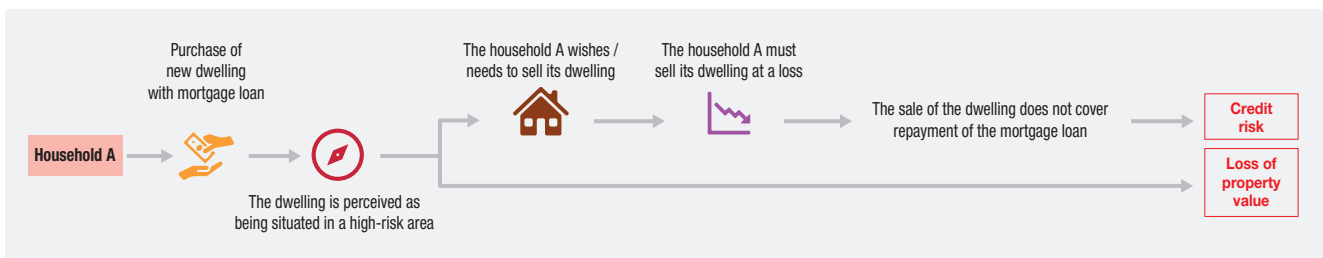 Household A
Purchase of
new dwelling
with mortgage loan
The dwelling is perceived as
being situated in a high-risk area
The household A wishes /
needs to sell its dwelling
The household A must
sell its dwelling at a loss
The sale of the dwelling does not cover
repayment of the mortgage loan
Credit
risk
Loss of
property
value